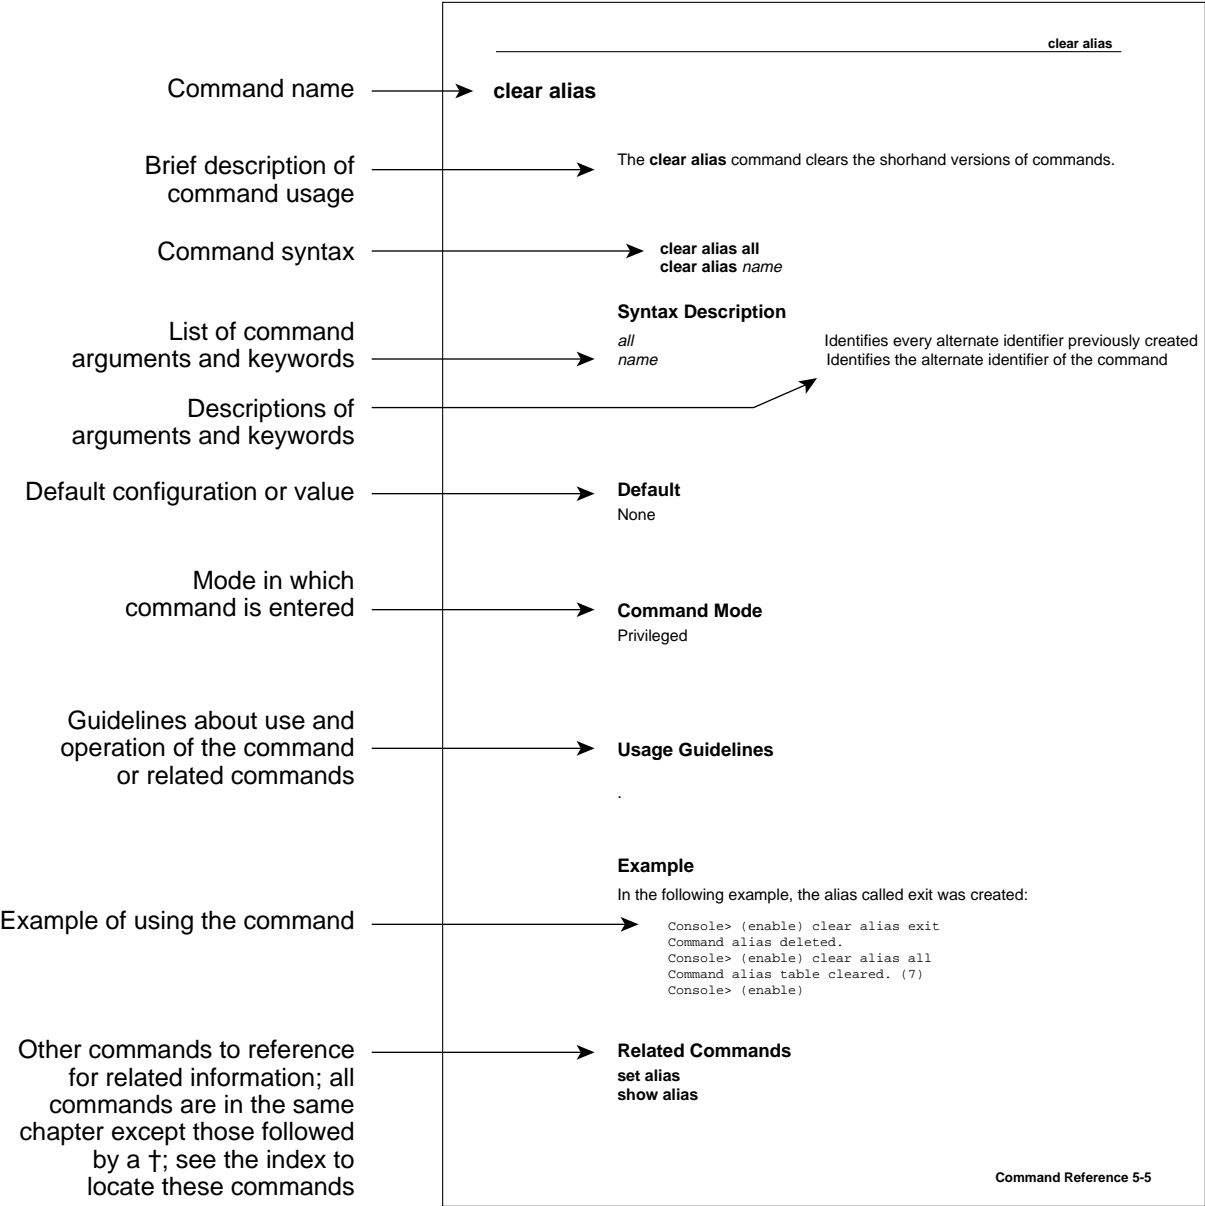 clear alias
Command name
clear alias
Brief description of
command usage
The clear alias command clears the shorhand versions of commands.
Command syntax
clear alias all
clear alias name
Syntax Description
List of command
arguments and keywords
all Identifies every alternate identifier previously created
name Identifies the alternate identifier of the command
Descriptions of
arguments and keywords
Default configuration or value
Default
None
Mode in which
command is entered
Command Mode
Privileged
Guidelines about use and
operation of the command
or related commands
Usage Guidelines
.
Example
In the following example, the alias called exit was created:
Example of using the command
Console> (enable) clear alias exit
Command alias deleted.
Console> (enable) clear alias all
Command alias table cleared. (7)
Console> (enable)
Other commands to reference
for related information; all
commands are in the same
chapter except those followed
by a †; see the index to
locate these commands
Related Commands
set alias
show alias
Command Reference 5-5